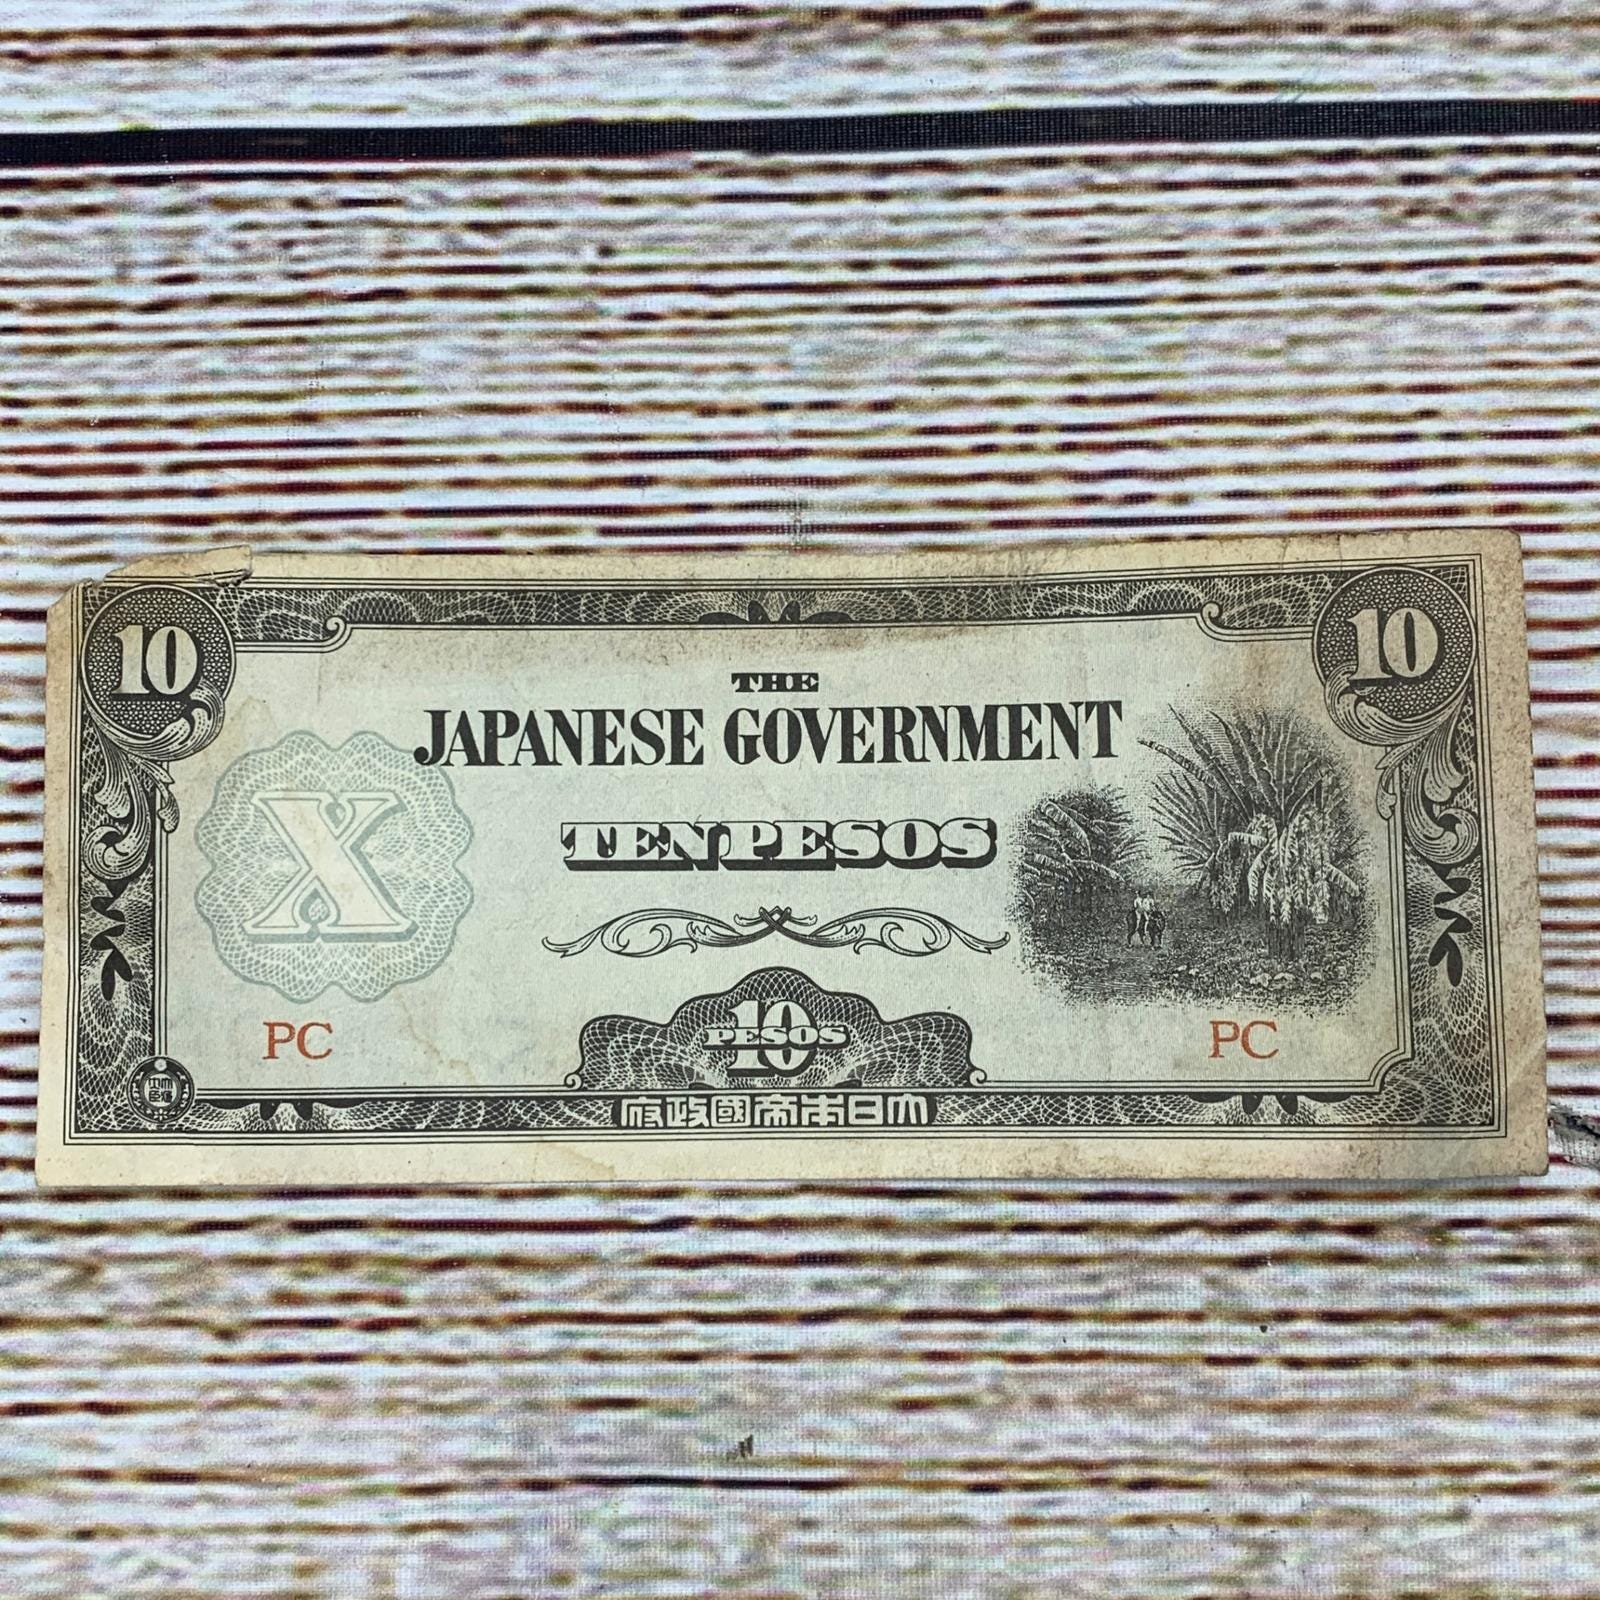 10 10
THE
JAPANESE GOVERNMENT
TEN PESOS
X
PC PC
10
PESOS
府政國帝本日大